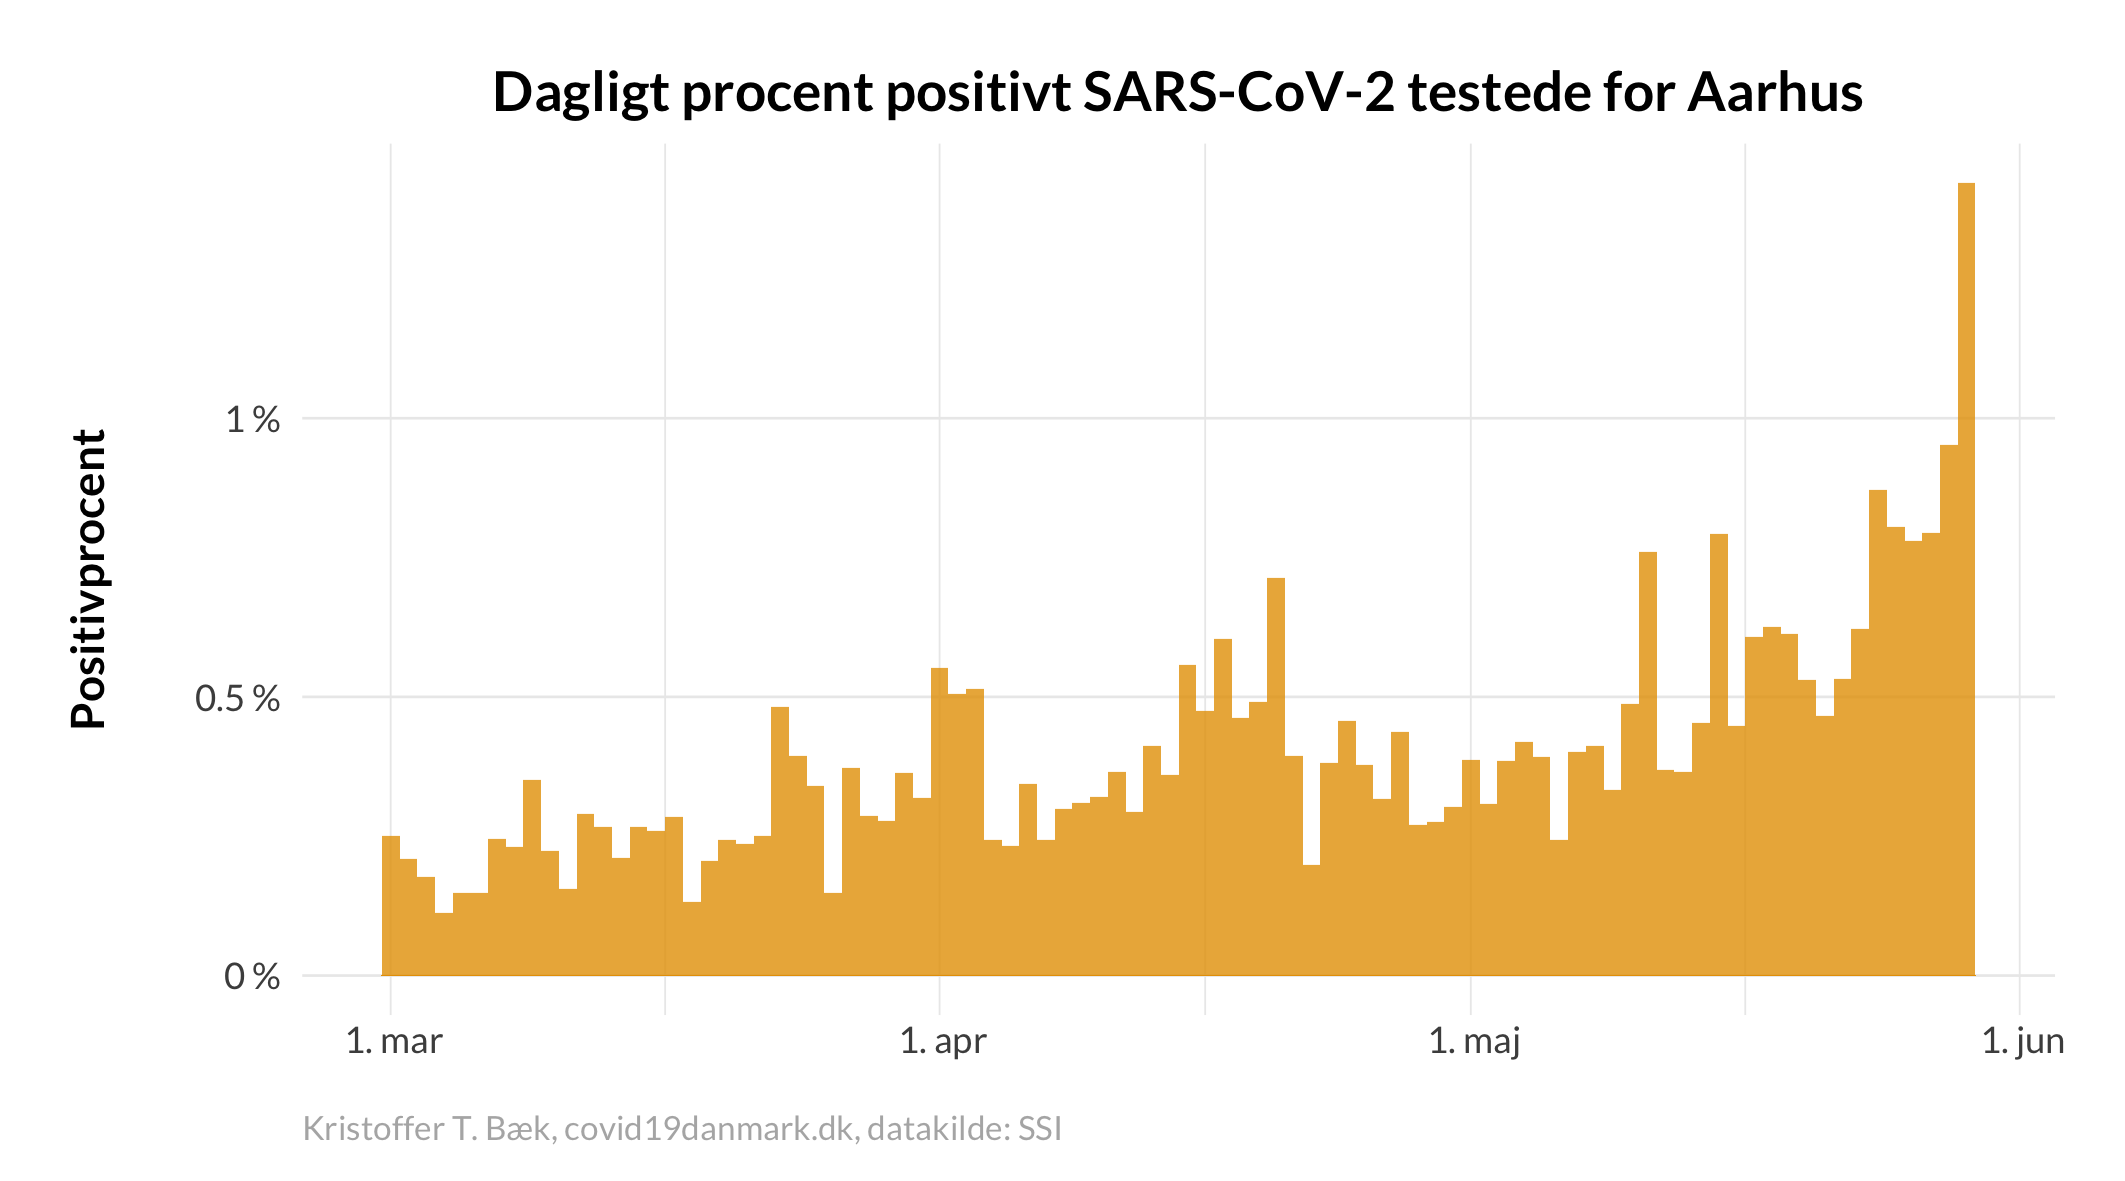 Dagligt procent positivt SARS-CoV-2 testede for Aarhus
Positivprocent
1 %
0.5 %
0 %
1. mar
1. apr
1. maj
1. jun
Kristoffer T. Bæk, covid19danmark.dk, datakilde: SSI